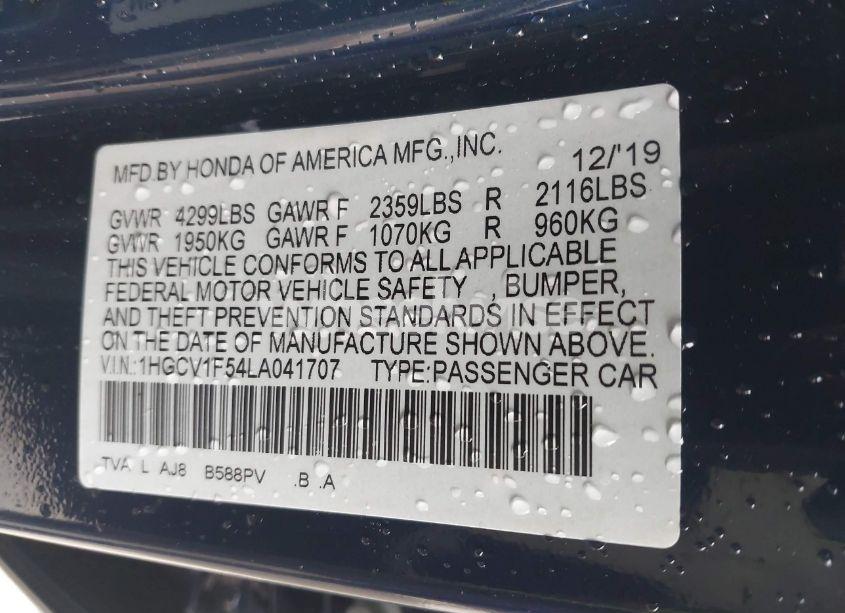 MFD.BY HONDA OF AMERICA MFG.,INC. 12/'19
GVWR 4299LBS GAWR F 2359LBS R 2116LBS
GVWR 1950KG GAWR F 1070KG R 960KG
THIS VEHICLE CONFORMS TO ALL APPLICABLE
FEDERAL MOTOR VEHICLE SAFETY , BUMPER,
AND THEFT PREVENTION STANDARDS IN EFFECT
ON THE DATE OF MANUFACTURE SHOWN ABOVE.
V.I.N.:1HGCV1F54LA041707 TYPE:PASSENGER CAR
TVA L AJ8 B588PV .B .A